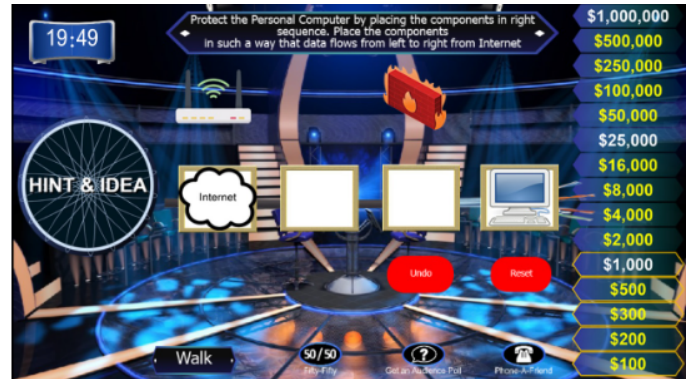 19:49
Protect the Personal Computer by placing the components in right
sequence. Place the components
in such a way that data flows from left to right from Internet
$1,000,000
$500,000
$250,000
$100,000
$50,000
$25,000
$16,000
$8,000
$4,000
$2,000
$1,000
$500
$300
$200
$100
HINT & IDEA
Internet
Undo
Reset
Walk
50/50
Fifty-Fifty
?
Get an Audience Poll
Phone-A-Friend